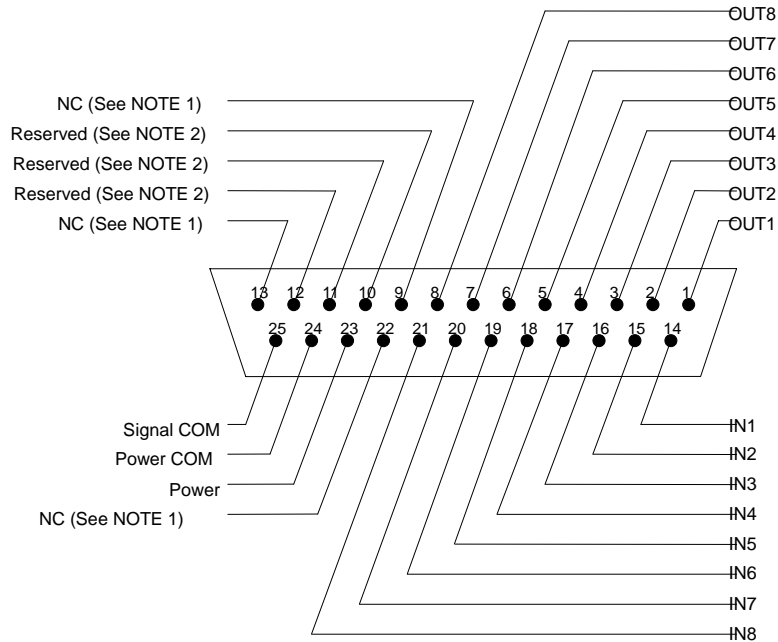 OUT8
OUT7
OUT6
NC (See NOTE 1) OUT5
Reserved (See NOTE 2) OUT4
Reserved (See NOTE 2) OUT3
Reserved (See NOTE 2) OUT2
NC (See NOTE 1) OUT1
13 12 11 10 9 8 7 6 5 4 3 2 1
25 24 23 22 21 20 19 18 17 16 15 14
Signal COM IN1
Power COM IN2
Power IN3
NC (See NOTE 1) IN4
IN5
IN6
IN7
IN8